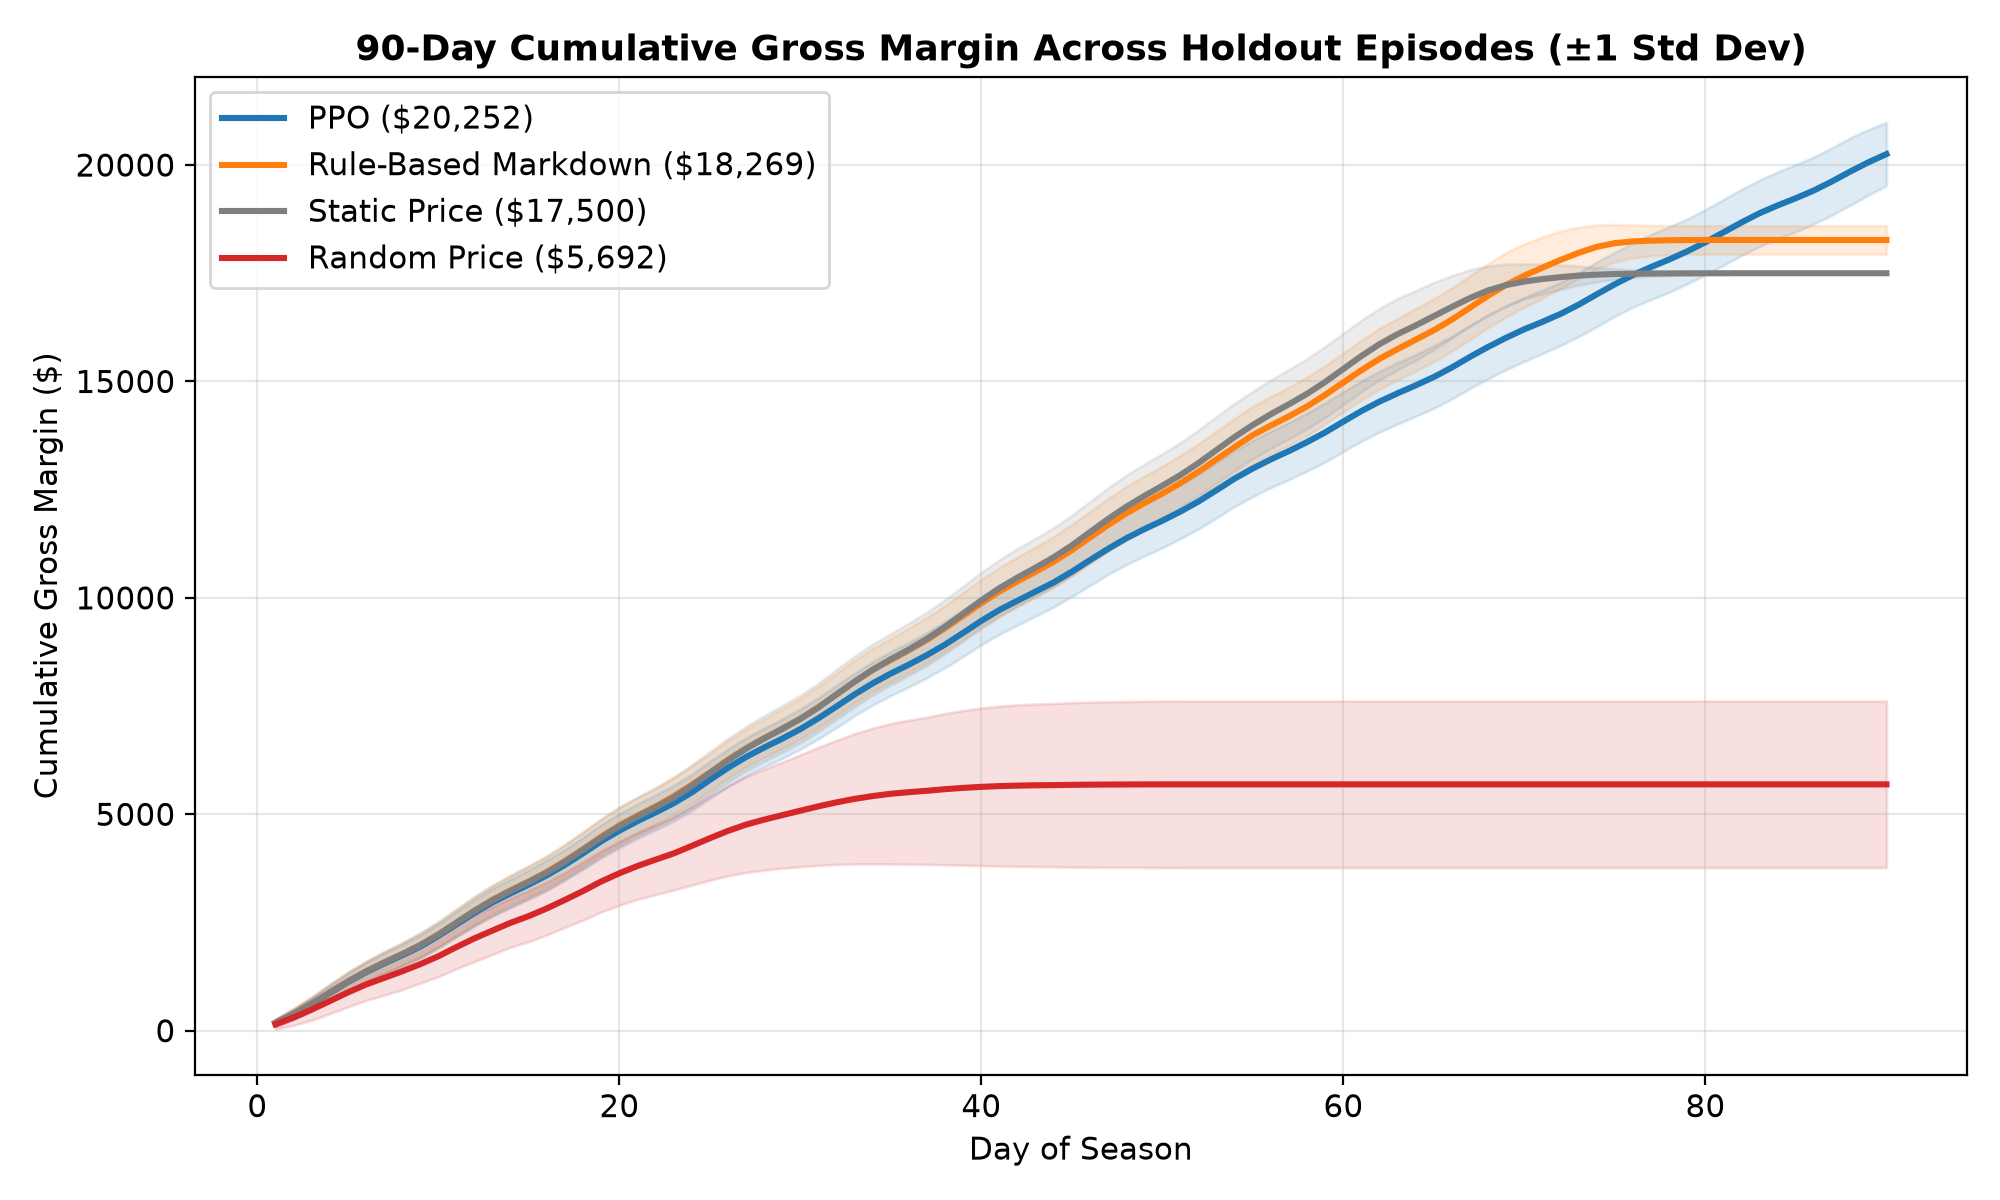 90-Day Cumulative Gross Margin Across Holdout Episodes (±1 Std Dev)
PPO ($20,252)
Rule-Based Markdown ($18,269)
Static Price ($17,500)
Random Price ($5,692)
Cumulative Gross Margin ($)
20000
15000
10000
5000
0
0 20 40 60 80
Day of Season